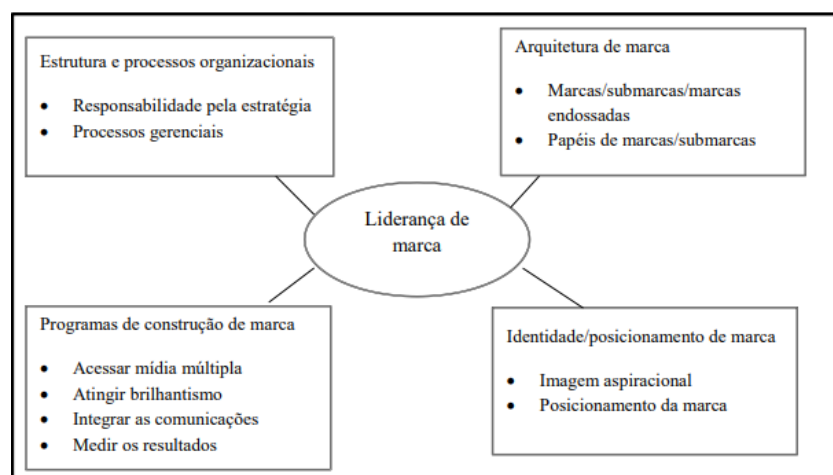 Estrutura e processos organizacionais
• Responsabilidade pela estratégia
• Processos gerenciais
Arquitetura de marca
• Marcas/submarcas/marcas
endossadas
• Papéis de marcas/submarcas
Liderança de
marca
Programas de construção de marca
• Acessar mídia múltipla
• Atingir brilhantismo
• Integrar as comunicações
• Medir os resultados
Identidade/posicionamento de marca
• Imagem aspiracional
• Posicionamento da marca